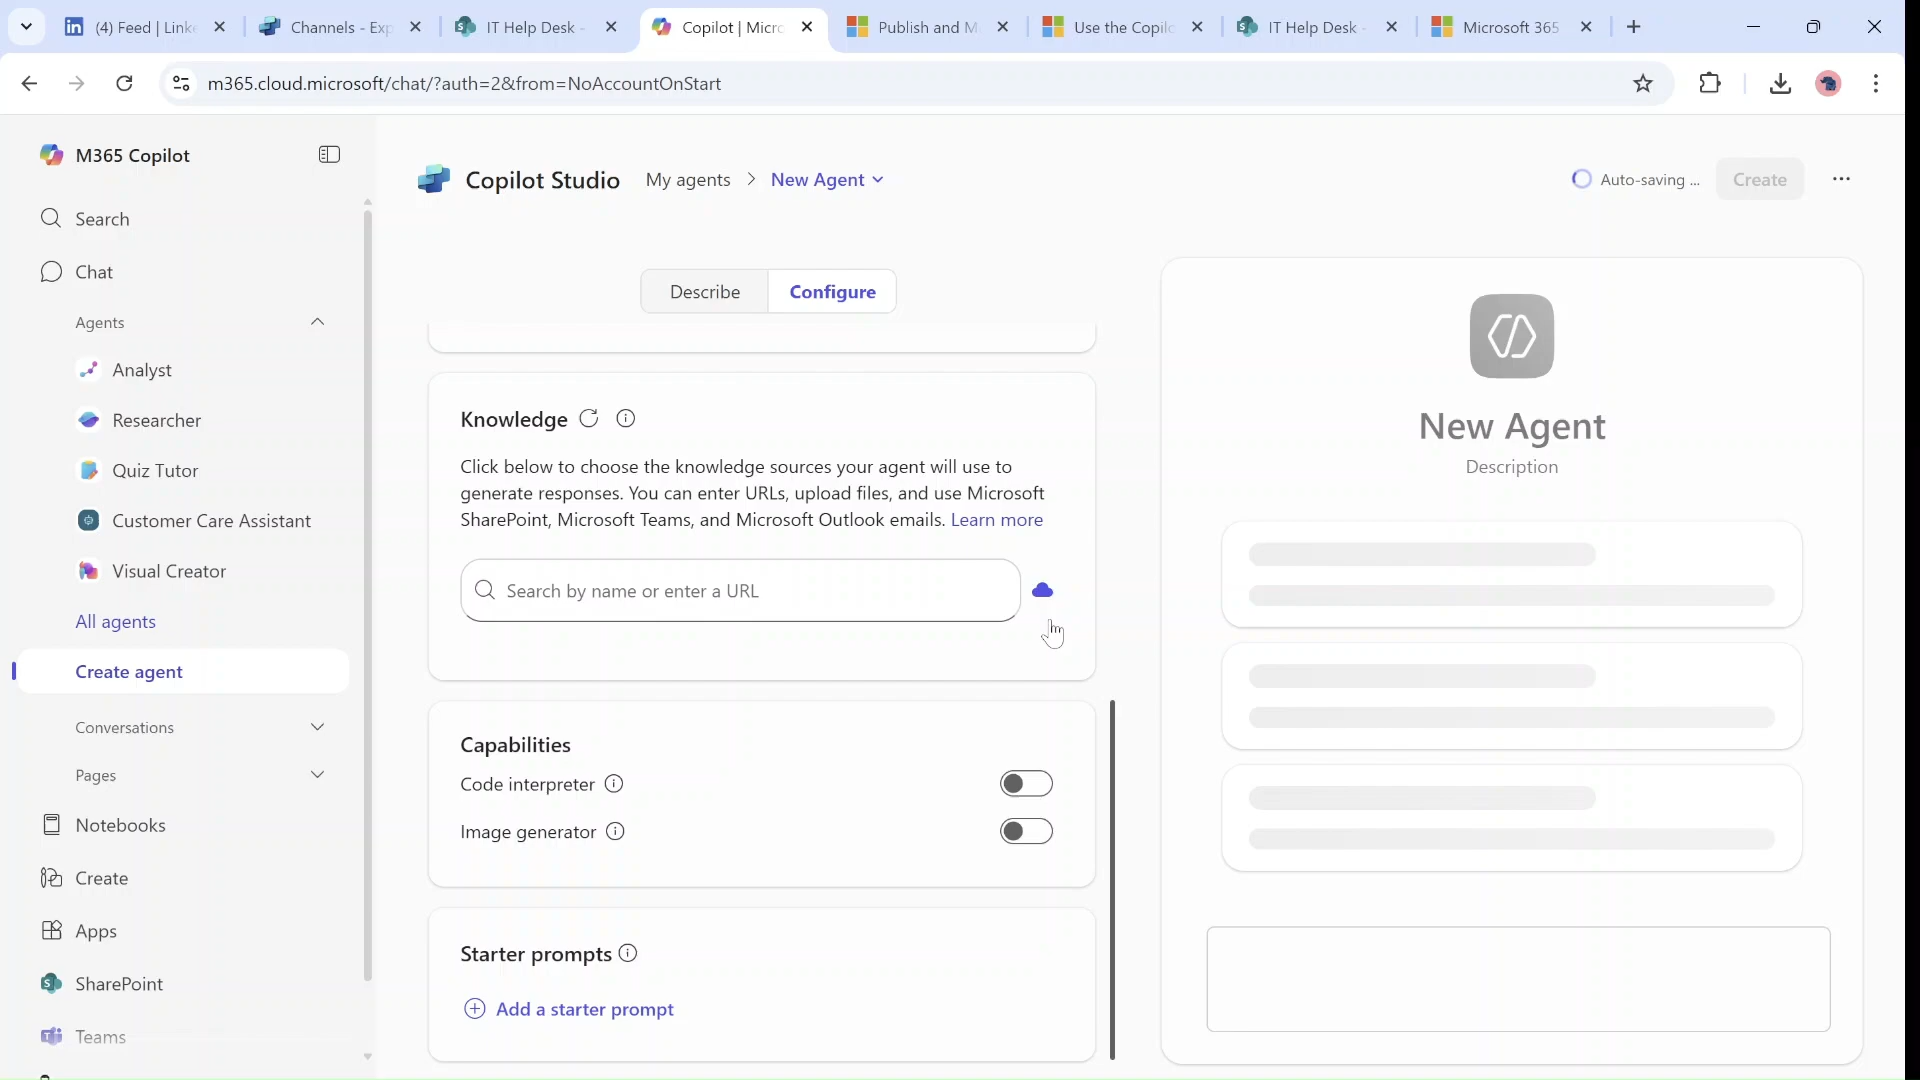 (4) Feed | Linke
Channels - Exp
IT Help Desk -
Copilot | Micro
Publish and M
Use the Copilo
IT Help Desk -
Microsoft 365
m365.cloud.microsoft/chat/?auth=2&from=NoAccountOnStart
M365 Copilot
Search
Chat
Agents
Analyst
Researcher
Quiz Tutor
Customer Care Assistant
Visual Creator
All agents
Create agent
Conversations
Pages
Notebooks
Create
Apps
SharePoint
Teams
Copilot Studio My agents > New Agent
Auto-saving ...
Create
Describe
Configure
Knowledge
Click below to choose the knowledge sources your agent will use to
generate responses. You can enter URLs, upload files, and use Microsoft
SharePoint, Microsoft Teams, and Microsoft Outlook emails. Learn more
Search by name or enter a URL
Capabilities
Code interpreter
Image generator
Starter prompts
Add a starter prompt
New Agent
Description